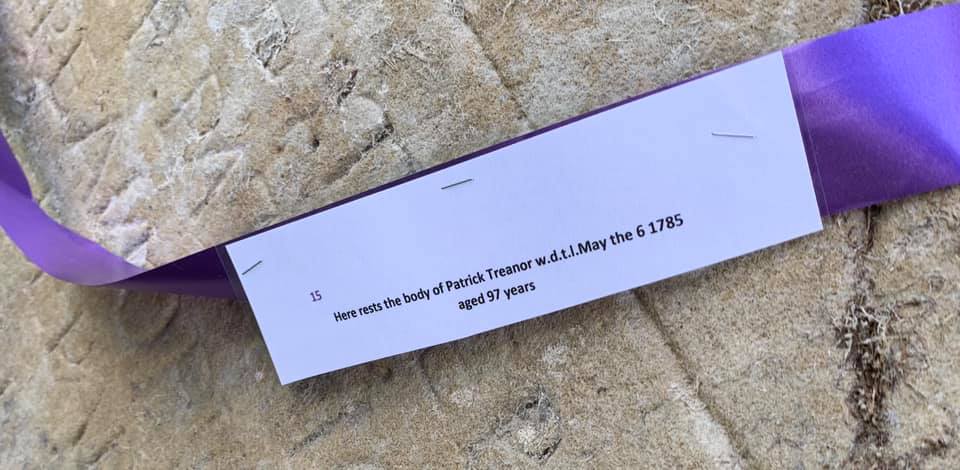 15
Here rests the body of Patrick Treanor w.d.t.l.May the 6 1785
aged 97 years